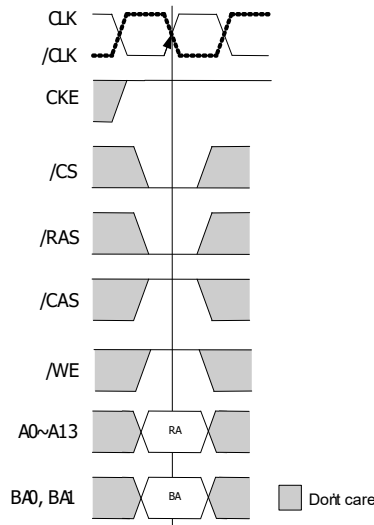 CLK
/CLK
CKE
/CS
/RAS
/CAS
/WE
A0~A13
RA
BA0, BA1
BA
Don't care